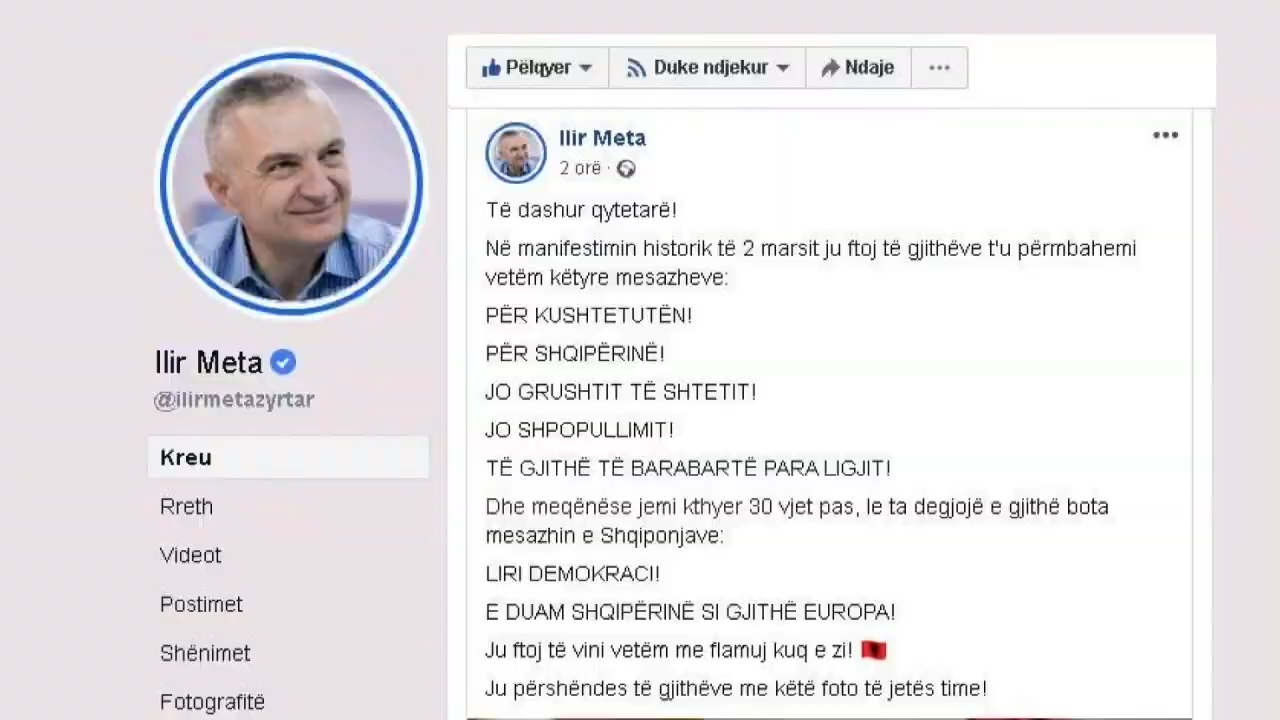 Pëlqyer
Duke ndjekur
Ndaje
Ilir Meta
2 orë ·
Të dashur qytetarë!
Në manifestimin historik të 2 marsit ju ftoj të gjithëve t'u përmbahemi
vetëm këtyre mesazheve:
PËR KUSHTETUTËN!
PËR SHQIPËRINË!
JO GRUSHTIT TË SHTETIT!
JO SHPOPULLIMIT!
TË GJITHË TË BARABARTË PARA LIGJIT!
Dhe meqënëse jemi kthyer 30 vjet pas, le ta degjojë e gjithë bota
mesazhin e Shqiponjave:
LIRI DEMOKRACI!
E DUAM SHQIPËRINË SI GJITHË EUROPA!
Ju ftoj të vini vetëm me flamuj kuq e zi! 🇦🇱
Ju përshëndes të gjithëve me këtë foto të jetës time!
Ilir Meta
@ilirmetazyrtar
Kreu
Rreth
Videot
Postimet
Shënimet
Fotografitë